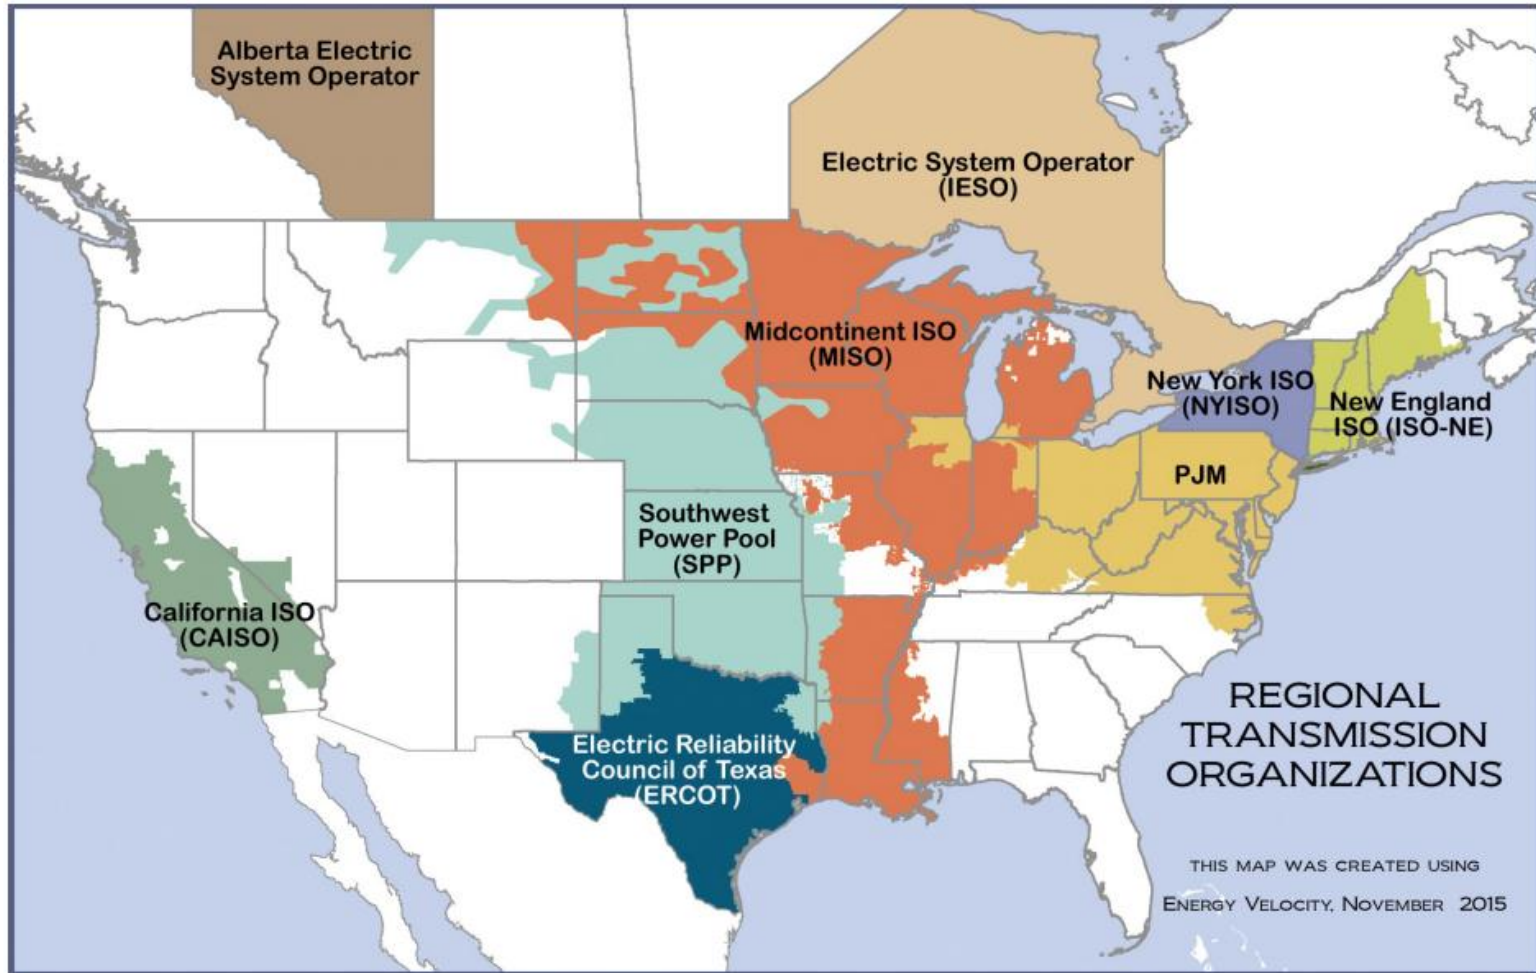 Alberta Electric
System Operator
Electric System Operator
(IESO)
Midcontinent ISO
(MISO)
New York ISO
(NYISO)
New England
ISO (ISO-NE)
PJM
Southwest
Power Pool
(SPP)
California ISO
(CAISO)
Electric Reliability
Council of Texas
(ERCOT)
REGIONAL
TRANSMISSION
ORGANIZATIONS
THIS MAP WAS CREATED USING
ENERGY VELOCITY, NOVEMBER 2015